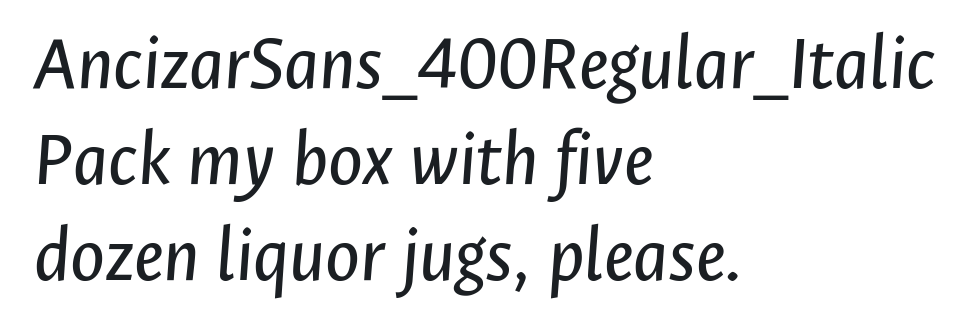 AncizarSans_400Regular_Italic
Pack my box with five
dozen liquor jugs, please.